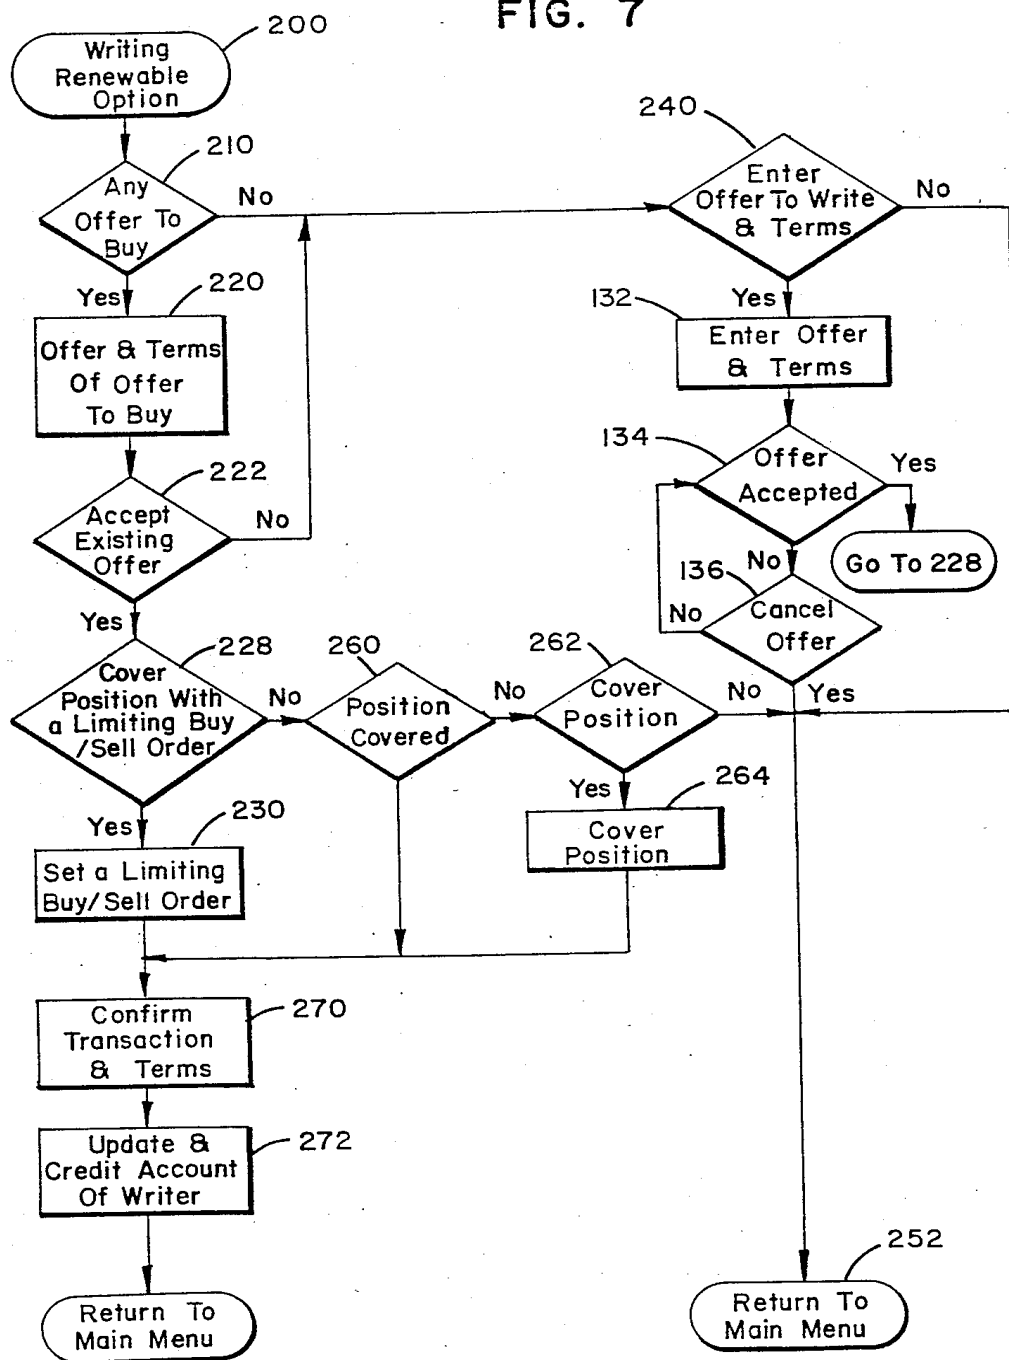 FIG. 7
200
Writing
Renewable
Option
210
Any
Offer To
Buy
No
Yes
220
Offer & Terms
Of Offer
To Buy
222
Accept
Existing
Offer
No
Yes
228
Cover
Position With
a Limiting Buy
/Sell Order
No
Yes
230
Set a Limiting
Buy/Sell Order
260
Position
Covered
No
262
Cover
Position
No
Yes
264
Cover
Position
270
Confirm
Transaction
& Terms
272
Update &
Credit Account
Of Writer
Return To
Main Menu
240
Enter
Offer To Write
& Terms
No
Yes
132
Enter Offer
& Terms
134
Offer
Accepted
Yes
Go To 228
No
136
Cancel
Offer
No
Yes
252
Return To
Main Menu